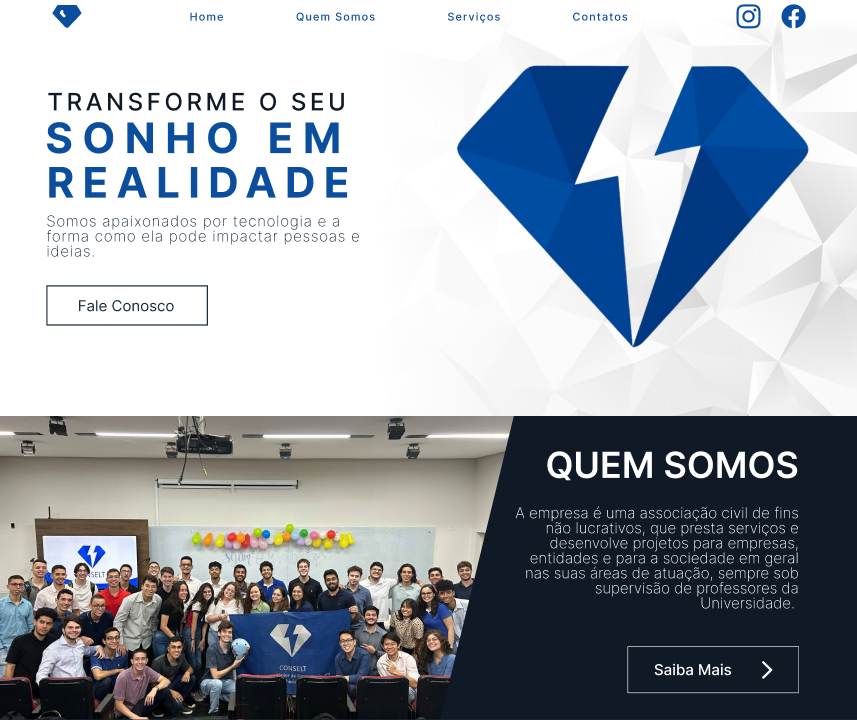 Home
Quem Somos
Serviços
Contatos
TRANSFORME O SEU
SONHO EM
REALIDADE
Somos apaixonados por tecnologia e a
forma como ela pode impactar pessoas e
ideias.
Fale Conosco
QUEM SOMOS
A empresa é uma associação civil de fins
não lucrativos, que presta serviços e
desenvolve projetos para empresas,
entidades e para a sociedade em geral
nas suas áreas de atuação, sempre sob
supervisão de professores da
Universidade.
CONSELT
CONSELT
Saiba Mais